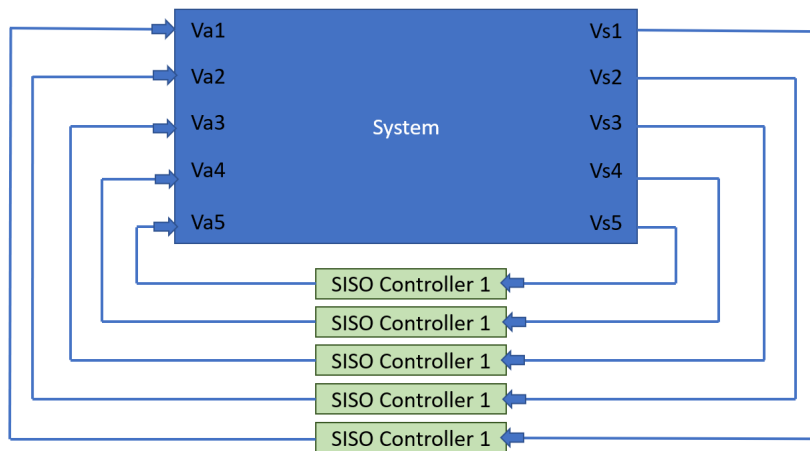 Va1
Vs1
Va2
Vs2
Va3
System
Vs3
Va4
Vs4
Va5
Vs5
SISO Controller 1
SISO Controller 1
SISO Controller 1
SISO Controller 1
SISO Controller 1